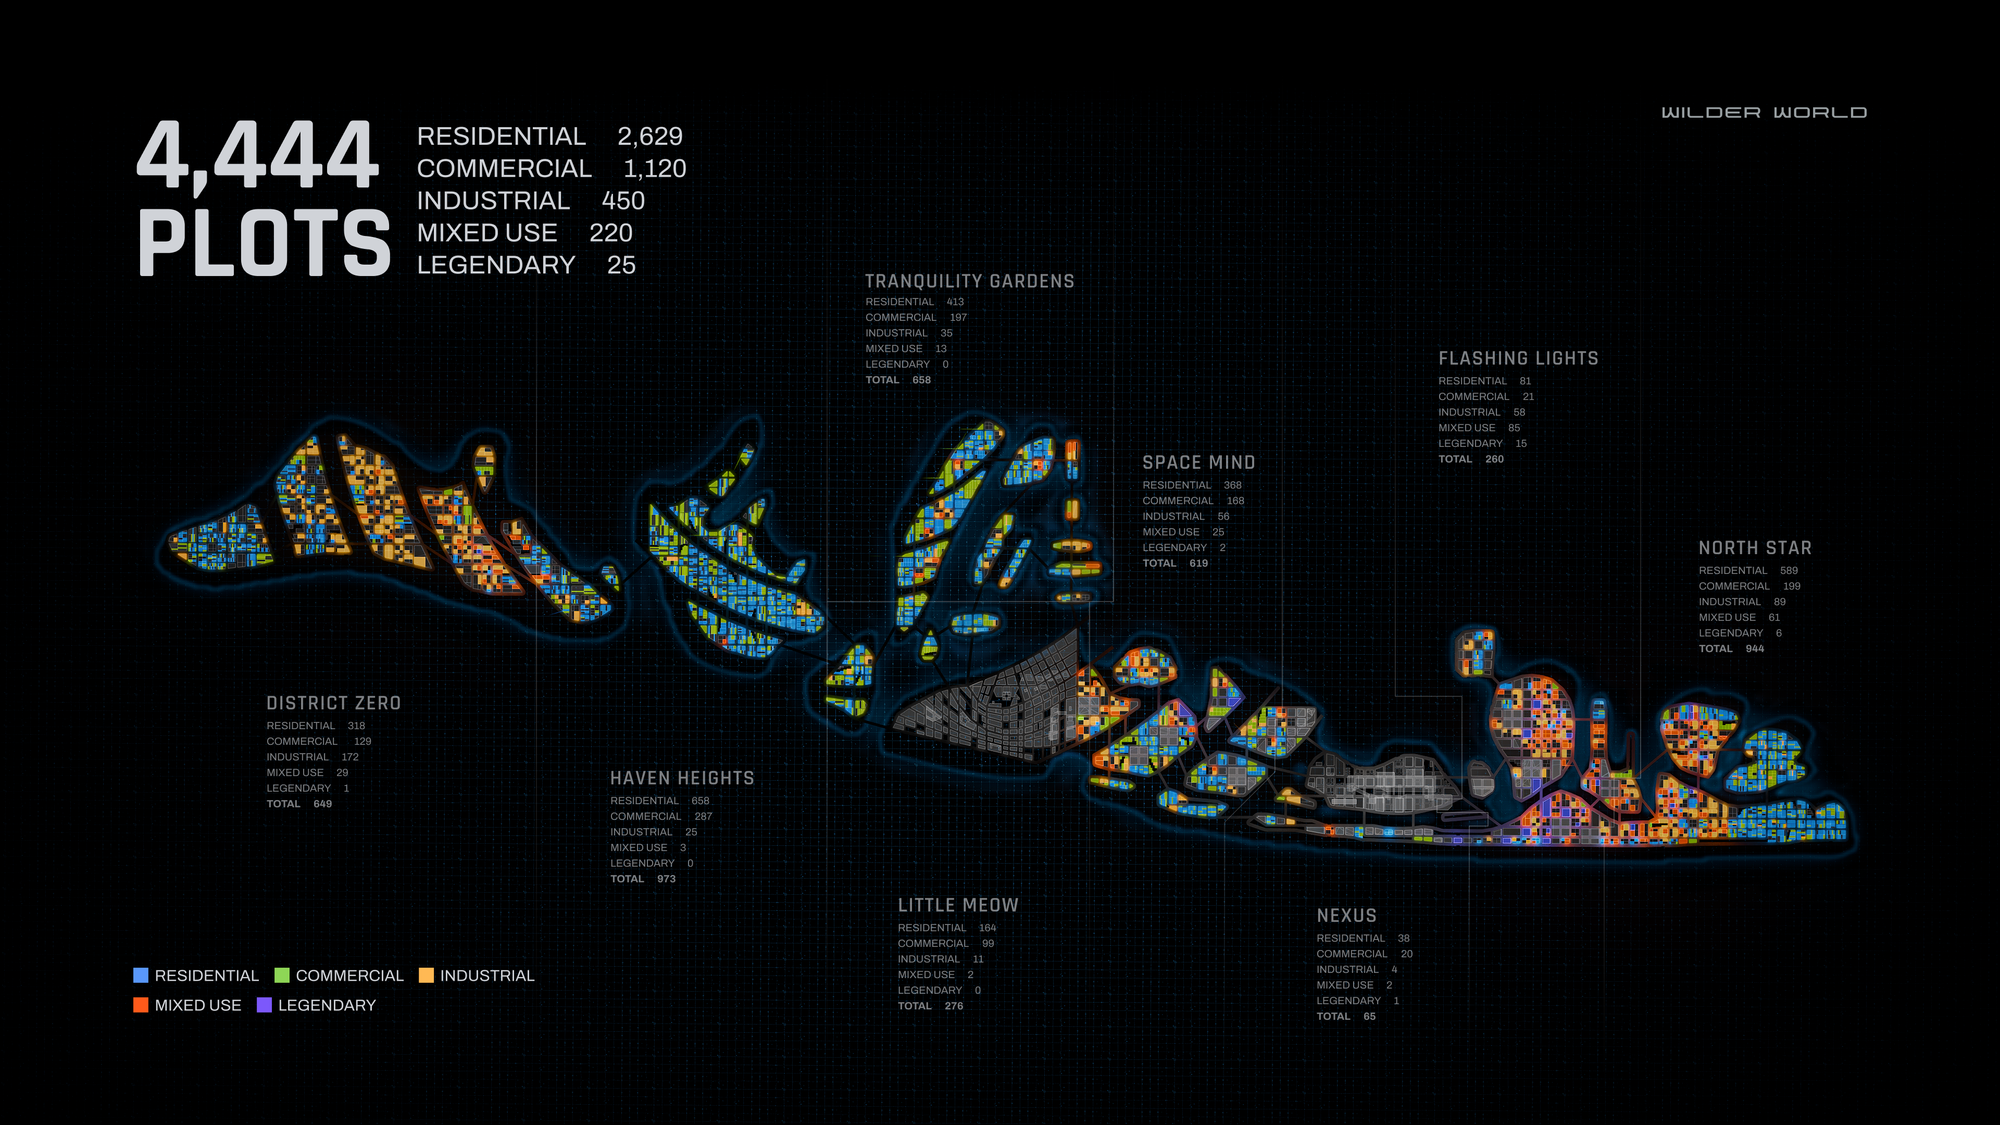 WILDER WORLD
4,444
PLOTS
RESIDENTIAL 2,629
COMMERCIAL 1,120
INDUSTRIAL 450
MIXED USE 220
LEGENDARY 25
TRANQUILITY GARDENS
RESIDENTIAL 413
COMMERCIAL 197
INDUSTRIAL 35
MIXED USE 13
LEGENDARY 0
TOTAL 658
FLASHING LIGHTS
RESIDENTIAL 81
COMMERCIAL 21
INDUSTRIAL 58
MIXED USE 85
LEGENDARY 15
TOTAL 260
SPACE MIND
RESIDENTIAL 368
COMMERCIAL 168
INDUSTRIAL 56
MIXED USE 25
LEGENDARY 2
TOTAL 619
NORTH STAR
RESIDENTIAL 589
COMMERCIAL 199
INDUSTRIAL 89
MIXED USE 61
LEGENDARY 6
TOTAL 944
DISTRICT ZERO
RESIDENTIAL 318
COMMERCIAL 129
INDUSTRIAL 172
MIXED USE 29
LEGENDARY 1
TOTAL 649
HAVEN HEIGHTS
RESIDENTIAL 658
COMMERCIAL 287
INDUSTRIAL 25
MIXED USE 3
LEGENDARY 0
TOTAL 973
LITTLE MEOW
RESIDENTIAL 164
COMMERCIAL 99
INDUSTRIAL 11
MIXED USE 2
LEGENDARY 0
TOTAL 276
NEXUS
RESIDENTIAL 38
COMMERCIAL 20
INDUSTRIAL 4
MIXED USE 2
LEGENDARY 1
TOTAL 65
RESIDENTIAL COMMERCIAL INDUSTRIAL
MIXED USE LEGENDARY